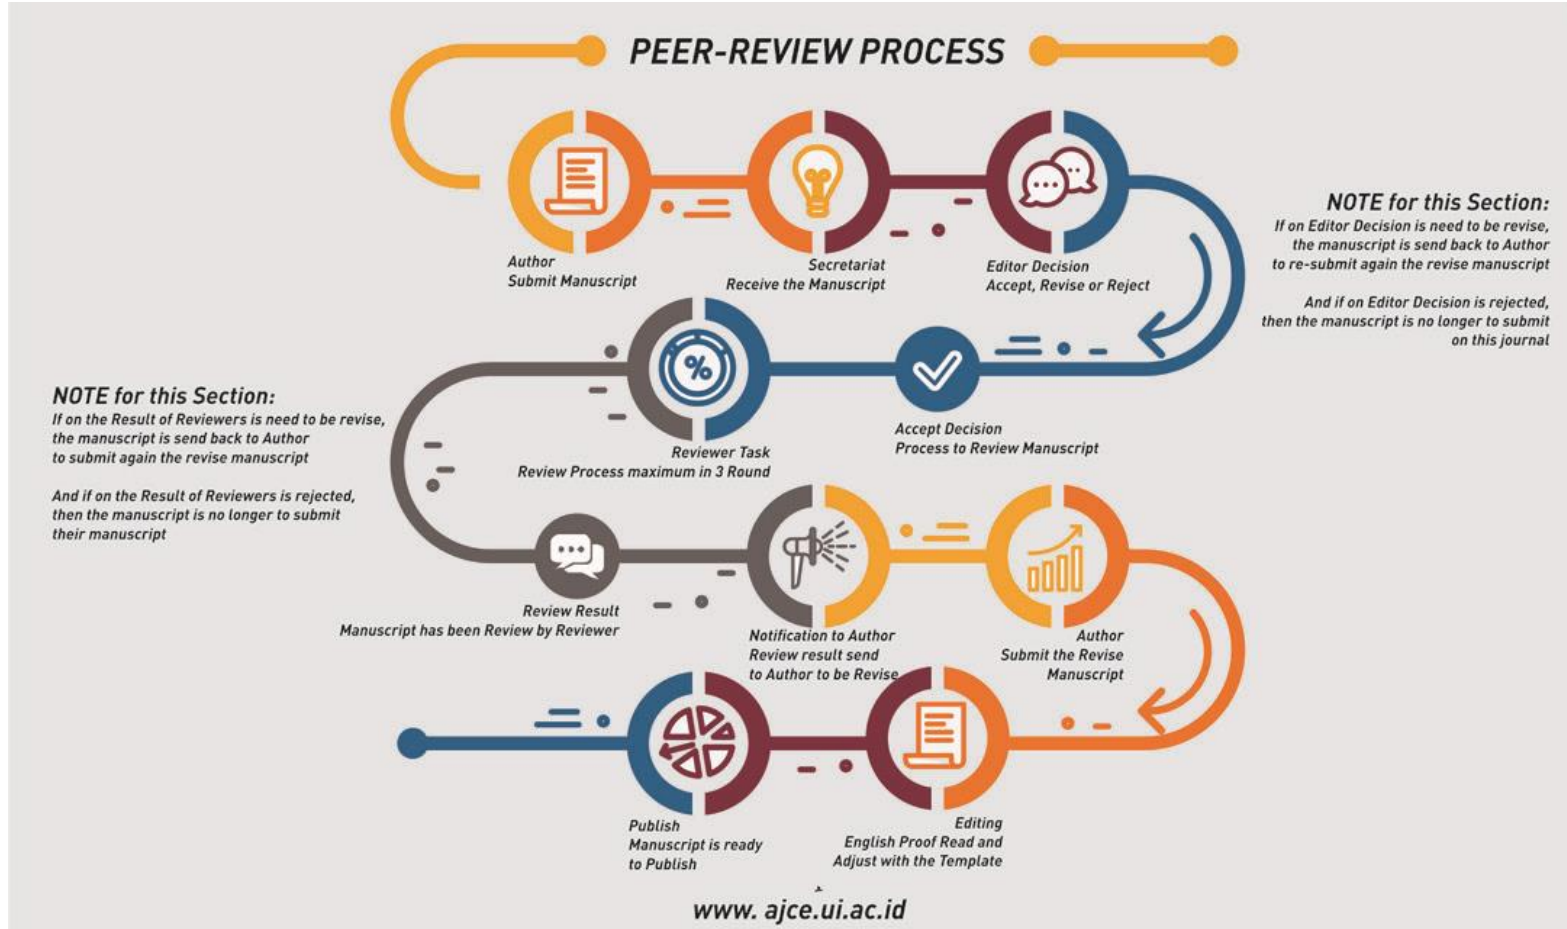 PEER-REVIEW PROCESS
Author
Submit Manuscript
Secretariat
Receive the Manuscript
Editor Decision
Accept, Revise or Reject
NOTE for this Section:
If on Editor Decision is need to be revise,
the manuscript is send back to Author
to re-submit again the revise manuscript
And if on Editor Decision is rejected,
then the manuscript is no longer to submit
on this journal
Accept Decision
Process to Review Manuscript
%
Reviewer Task
Review Process maximum in 3 Round
NOTE for this Section:
If on the Result of Reviewers is need to be revise,
the manuscript is send back to Author
to submit again the revise manuscript
And if on the Result of Reviewers is rejected,
then the manuscript is no longer to submit
their manuscript
Review Result
Manuscript has been Review by Reviewer
Notification to Author
Review result send
to Author to be Revise
Author
Submit the Revise
Manuscript
Editing
English Proof Read and
Adjust with the Template
Publish
Manuscript is ready
to Publish
www. ajce.ui.ac.id